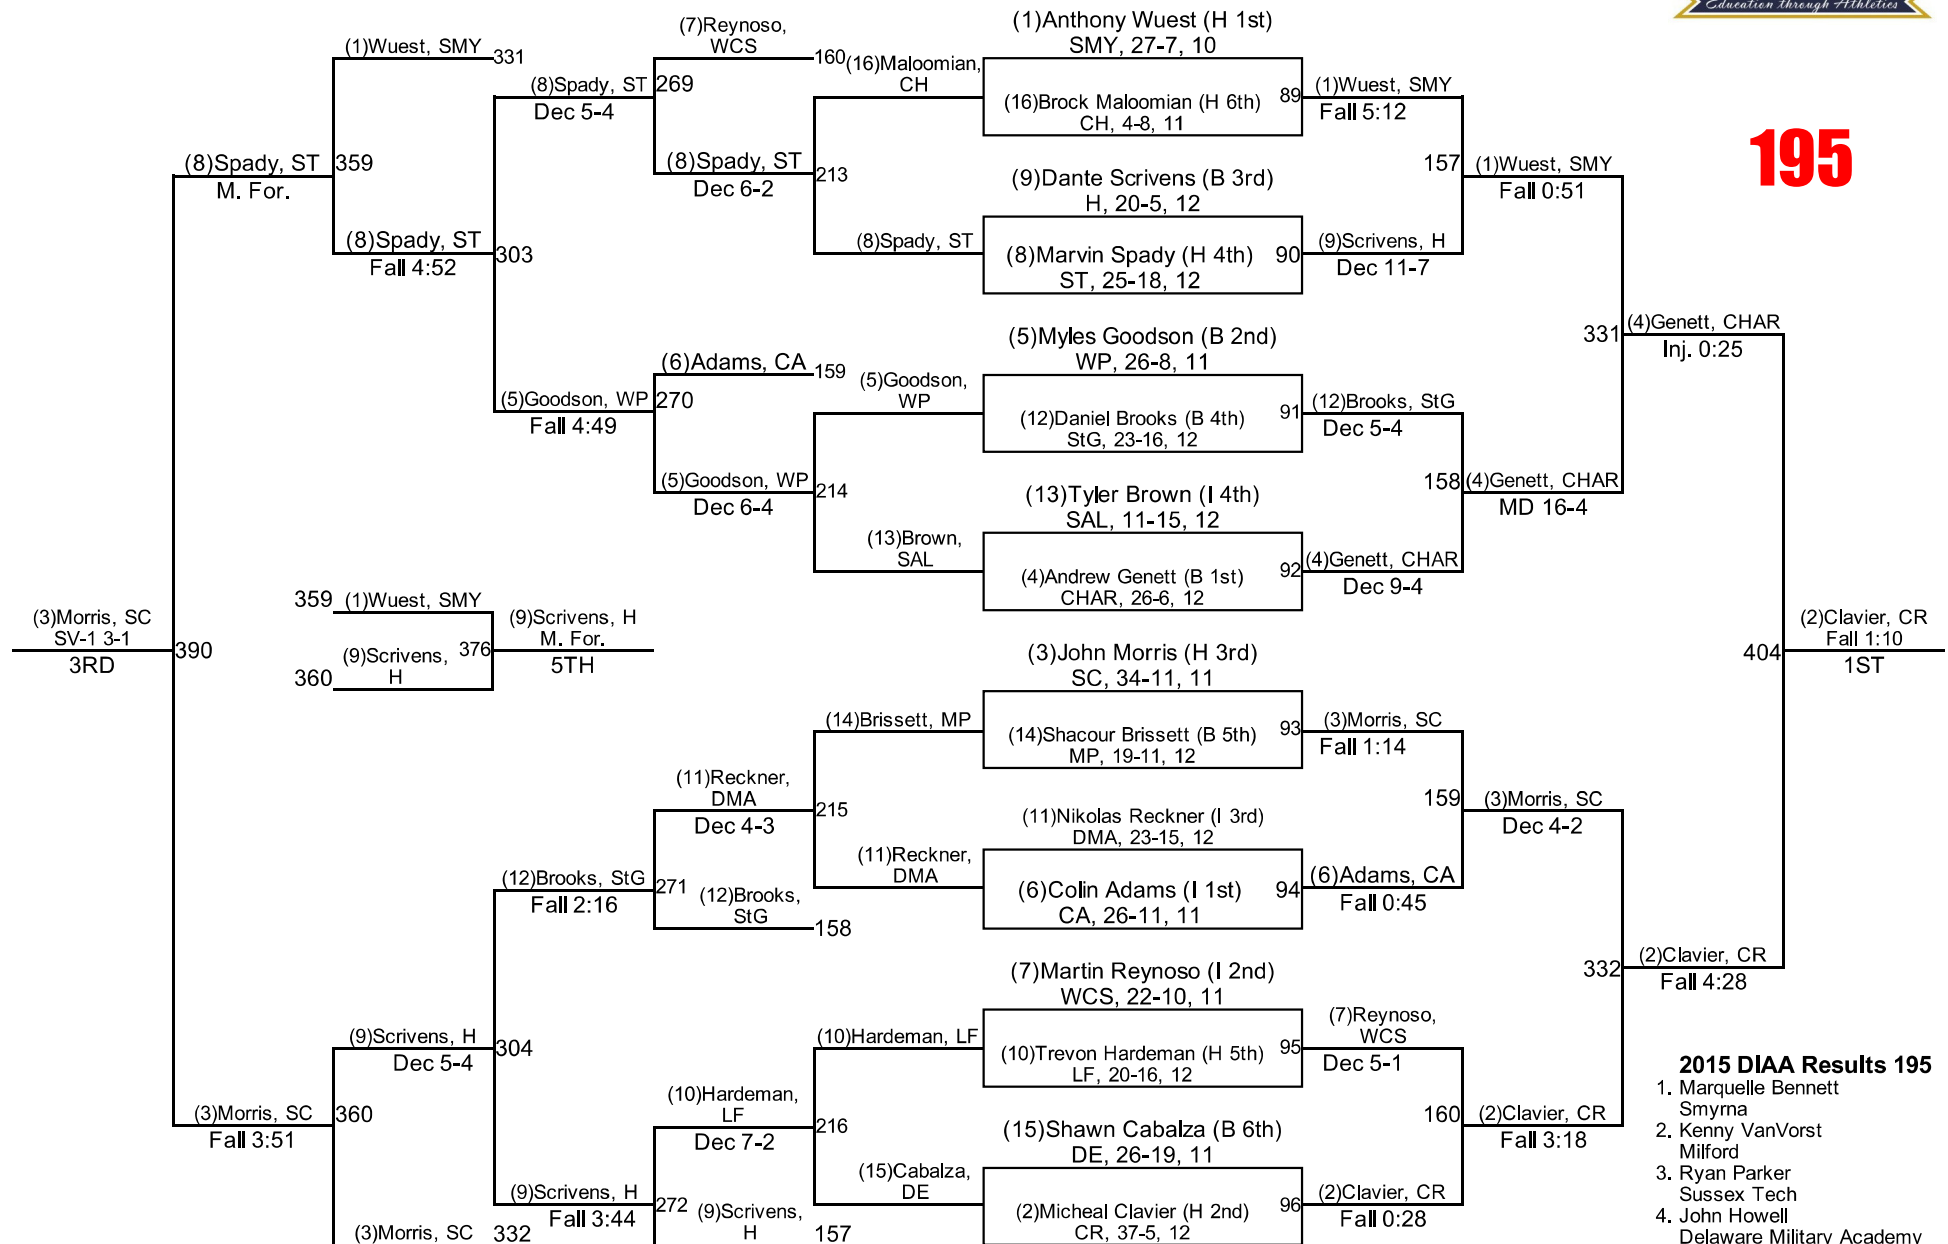 Education through Athletics
195
(1)Wuest, SMY
331
(8)Spady, ST
M. For.
359
(8)Spady, ST
Fall 4:52
303
(8)Spady, ST
Dec 5-4
269
(7)Reynoso,
WCS
160
(8)Spady, ST
Dec 6-2
213
(16)Maloomian,
CH
(8)Spady, ST
(5)Goodson, WP
Fall 4:49
270
(6)Adams, CA
159
(5)Goodson, WP
Dec 6-4
214
(5)Goodson,
WP
(13)Brown,
SAL
(3)Morris, SC
SV-1 3-1
3RD
390
359
(1)Wuest, SMY
360
(9)Scrivens,
H
376
(9)Scrivens, H
M. For.
5TH
(3)Morris, SC
Fall 3:51
360
(9)Scrivens, H
Dec 5-4
304
(3)Morris, SC
332
(12)Brooks, StG
Fall 2:16
271
(11)Reckner,
DMA
Dec 4-3
215
(12)Brooks,
StG
158
(14)Brissett, MP
(11)Reckner,
DMA
(9)Scrivens, H
Fall 3:44
272
(10)Hardeman,
LF
Dec 7-2
216
(9)Scrivens,
H
157
(10)Hardeman, LF
(15)Cabalza,
DE
(1)Anthony Wuest (H 1st)
SMY, 27-7, 10
(16)Brock Maloomian (H 6th)
CH, 4-8, 11
89
(9)Dante Scrivens (B 3rd)
H, 20-5, 12
(8)Marvin Spady (H 4th)
ST, 25-18, 12
90
(5)Myles Goodson (B 2nd)
WP, 26-8, 11
(12)Daniel Brooks (B 4th)
StG, 23-16, 12
91
(13)Tyler Brown (I 4th)
SAL, 11-15, 12
(4)Andrew Genett (B 1st)
CHAR, 26-6, 12
92
(3)John Morris (H 3rd)
SC, 34-11, 11
(14)Shacour Brissett (B 5th)
MP, 19-11, 12
93
(11)Nikolas Reckner (I 3rd)
DMA, 23-15, 12
(6)Colin Adams (I 1st)
CA, 26-11, 11
94
(7)Martin Reynoso (I 2nd)
WCS, 22-10, 11
(10)Trevon Hardeman (H 5th)
LF, 20-16, 12
95
(15)Shawn Cabalza (B 6th)
DE, 26-19, 11
(2)Micheal Clavier (H 2nd)
CR, 37-5, 12
96
(1)Wuest, SMY
Fall 5:12
157
(9)Scrivens, H
Dec 11-7
(1)Wuest, SMY
Fall 0:51
(12)Brooks, StG
Dec 5-4
158
(4)Genett, CHAR
Dec 9-4
(4)Genett, CHAR
MD 16-4
331
(4)Genett, CHAR
Inj. 0:25
(3)Morris, SC
Fall 1:14
159
(6)Adams, CA
Fall 0:45
(3)Morris, SC
Dec 4-2
(7)Reynoso,
WCS
Dec 5-1
160
(2)Clavier, CR
Fall 0:28
(2)Clavier, CR
Fall 3:18
332
(2)Clavier, CR
Fall 4:28
404
(2)Clavier, CR
Fall 1:10
1ST
2015 DIAA Results 195
1. Marquelle Bennett
Smyrna
2. Kenny VanVorst
Milford
3. Ryan Parker
Sussex Tech
4. John Howell
Delaware Military Academy